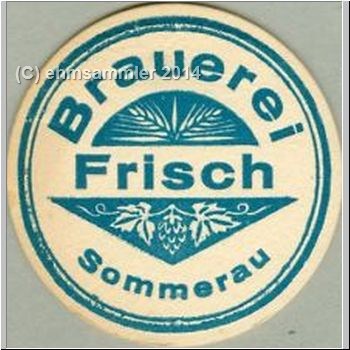 (C) ehmsammler 2014
Brauerei
Frisch
Sommerau